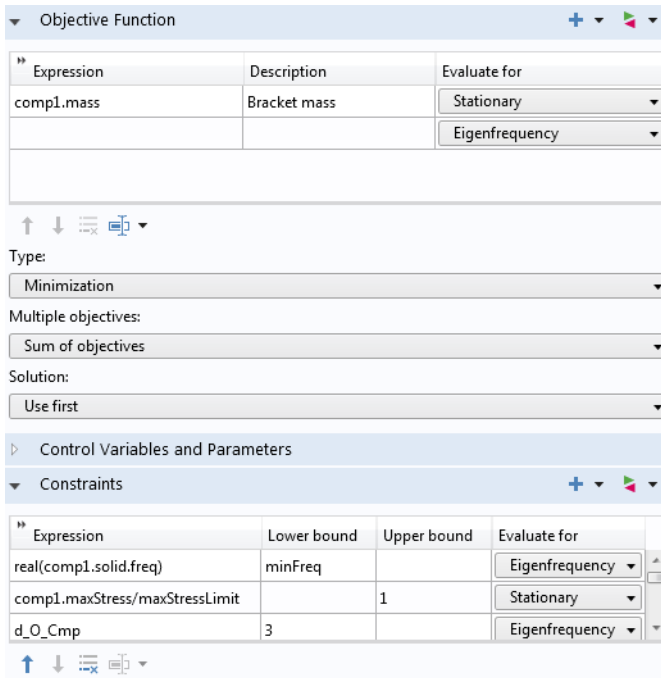 Objective Function
Expression Description Evaluate for
comp1.mass Bracket mass Stationary
Eigenfrequency
Type:
Minimization
Multiple objectives:
Sum of objectives
Solution:
Use first
Control Variables and Parameters
Constraints
Expression Lower bound Upper bound Evaluate for
real(comp1.solid.freq) minFreq Eigenfrequency
comp1.maxStress/maxStressLimit 1 Stationary
d_O_Cmp 3 Eigenfrequency